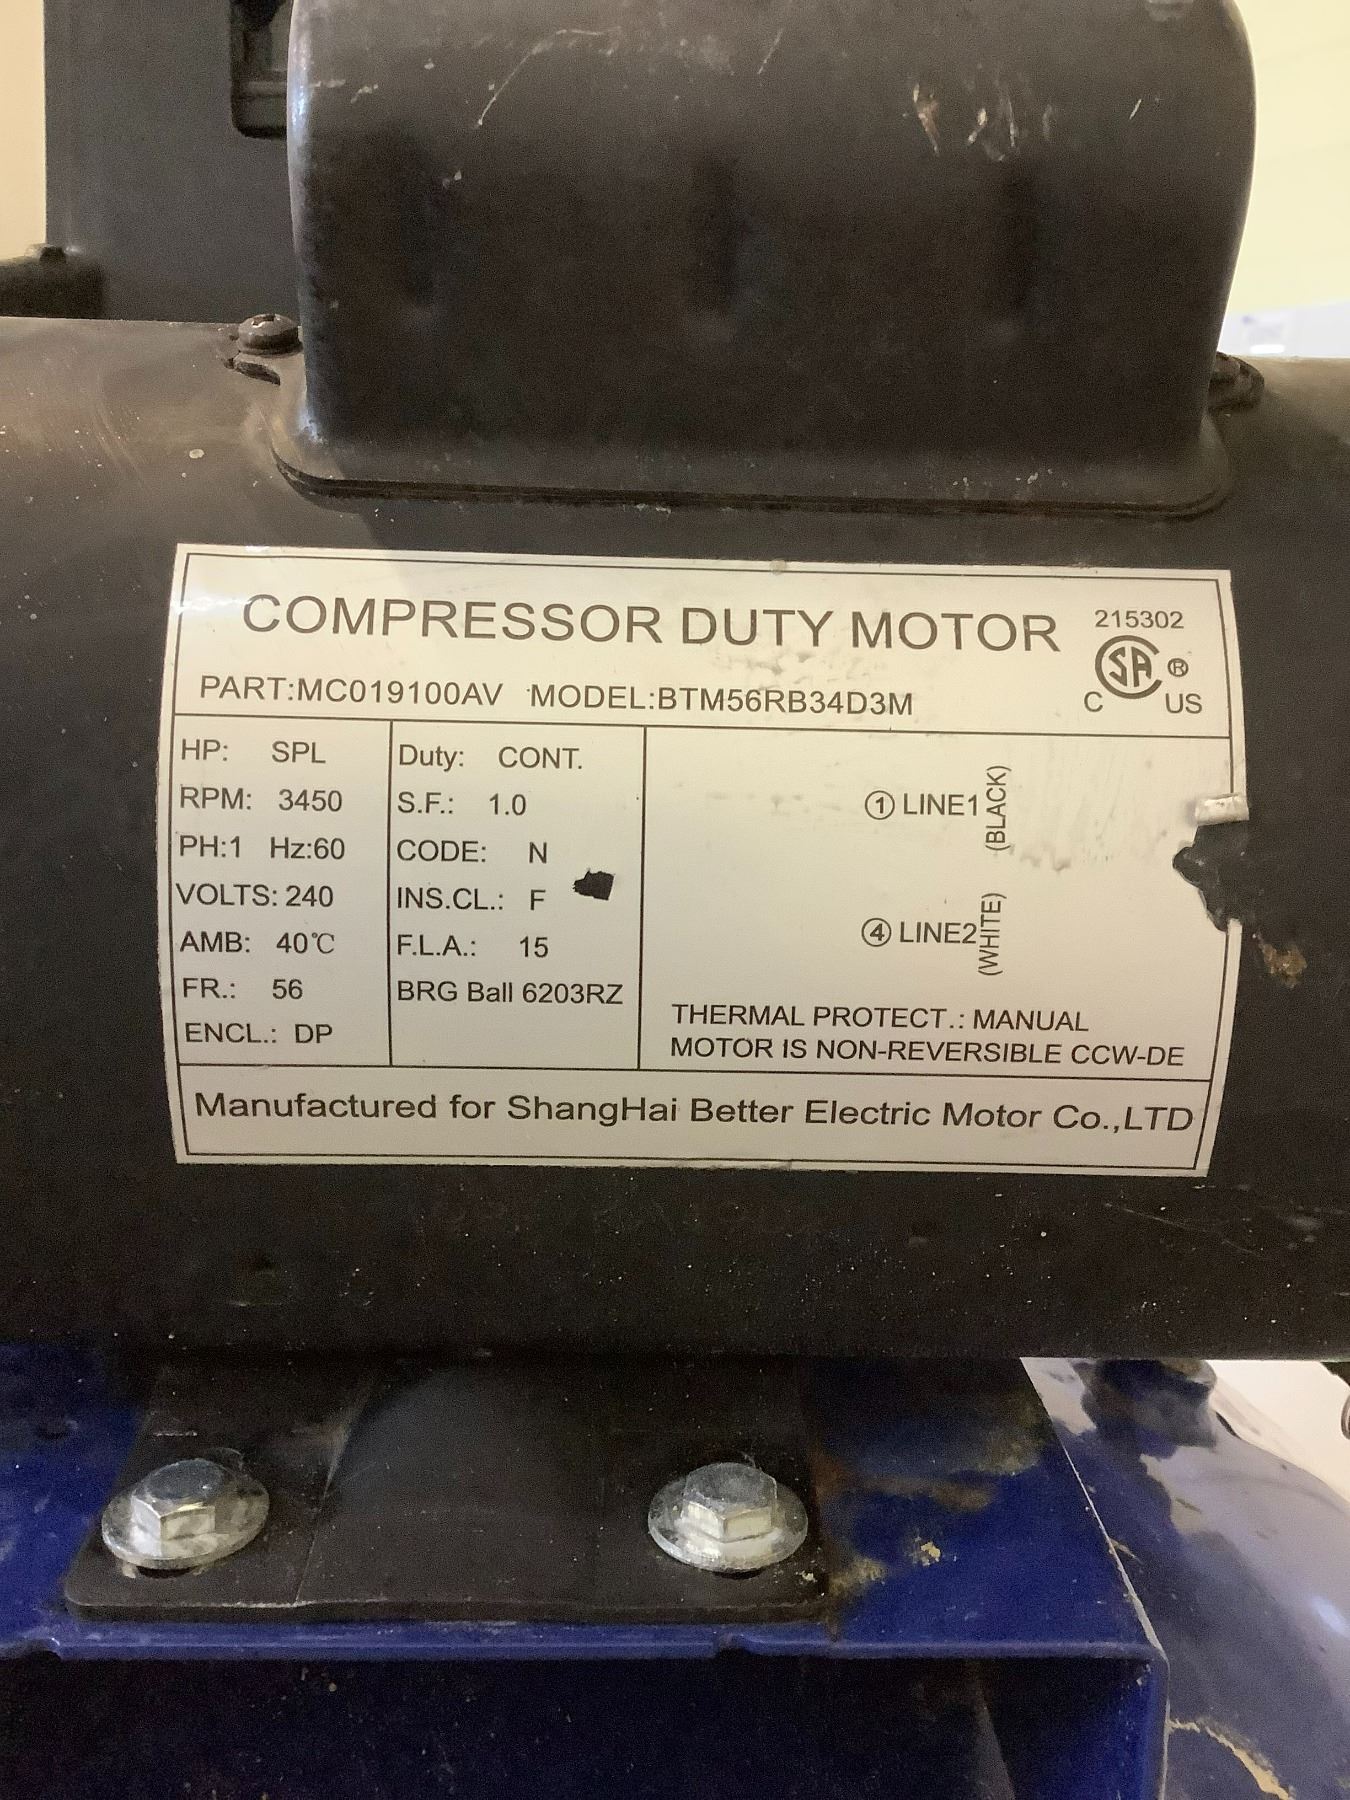 COMPRESSOR DUTY MOTOR
215302
SA ®
C US
PART:MC019100AV MODEL:BTM56RB34D3M
HP: SPL
RPM: 3450
PH:1 Hz:60
VOLTS: 240
AMB: 40℃
FR.: 56
ENCL.: DP
Duty: CONT.
S.F.: 1.0
CODE: N
INS.CL.: F
F.L.A.: 15
BRG Ball 6203RZ
① LINE1 (BLACK)
④ LINE2 (WHITE)
THERMAL PROTECT.: MANUAL
MOTOR IS NON-REVERSIBLE CCW-DE
Manufactured for ShangHai Better Electric Motor Co.,LTD